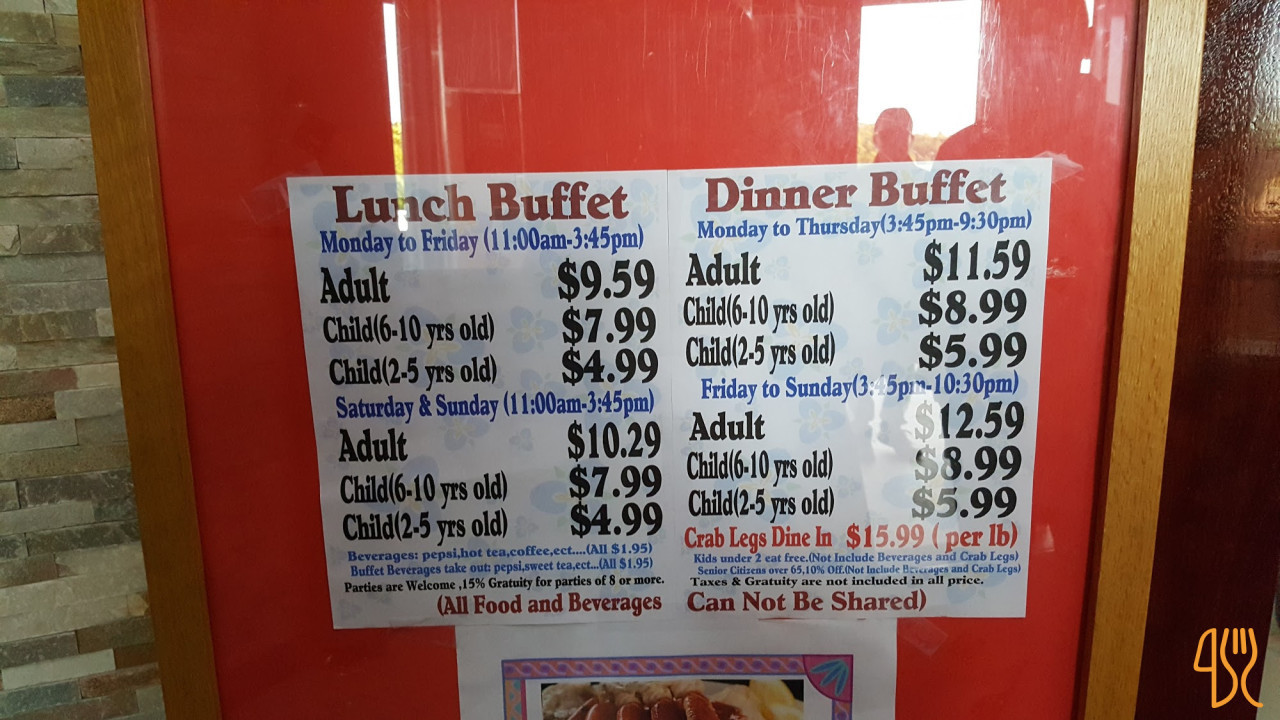 Lunch Buffet
Monday to Friday (11:00am-3:45pm)
Adult $9.59
Child(6-10 yrs old) $7.99
Child(2-5 yrs old) $4.99
Saturday & Sunday (11:00am-3:45pm)
Adult $10.29
Child(6-10 yrs old) $7.99
Child(2-5 yrs old) $4.99
Beverages: pepsi,hot tea,coffee,ect....(All $1.95)
Buffet Beverages take out: pepsi,sweet tea,ect...(All $1.95)
Parties are Welcome ,15% Gratuity for parties of 8 or more.
Dinner Buffet
Monday to Thursday(3:45pm-9:30pm)
Adult $11.59
Child(6-10 yrs old) $8.99
Child(2-5 yrs old) $5.99
Friday to Sunday(3:45pm-10:30pm)
Adult $12.59
Child(6-10 yrs old) $8.99
Child(2-5 yrs old) $5.99
Crab Legs Dine In $15.99 ( per lb)
Kids under 2 eat free.(Not Include Beverages and Crab Legs)
Senior Citizens over 65,10% Off.(Not Include Beverages and Crab Legs)
Taxes & Gratuity are not included in all price.
(All Food and Beverages Can Not Be Shared)